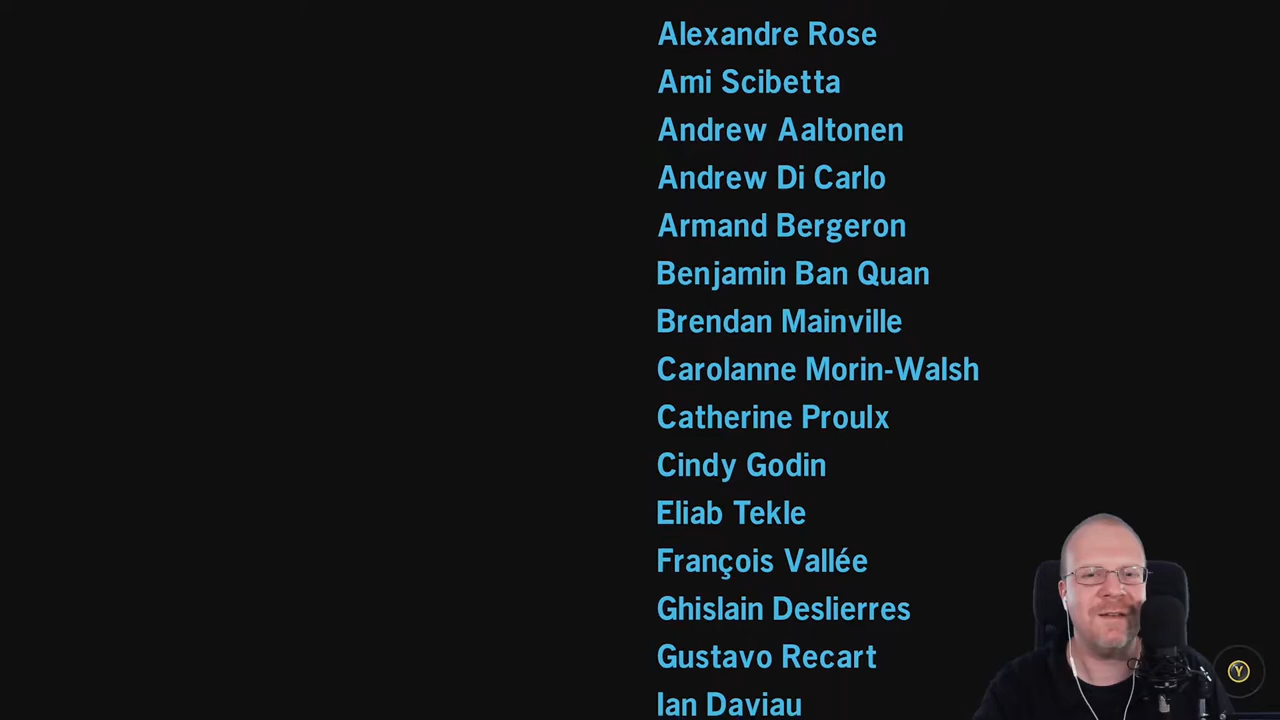 Alexandre Rose
Ami Scibetta
Andrew Aaltonen
Andrew Di Carlo
Armand Bergeron
Benjamin Ban Quan
Brendan Mainville
Carolanne Morin-Walsh
Catherine Proulx
Cindy Godin
Eliab Tekle
François Vallée
Ghislain Deslierres
Gustavo Recart
Y
Ian Daviau